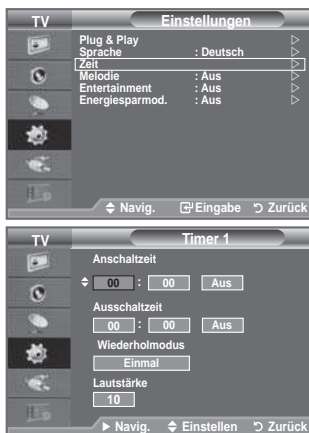 TV Einstellungen
Plug & Play
Sprache : Deutsch
Zeit
Melodie : Aus
Entertainment : Aus
Energiesparmod. : Aus
Navig. Eingabe Zurück
TV Timer 1
Anschaltzeit
00 : 00 Aus
Ausschaltzeit
00 : 00 Aus
Wiederholmodus
Einmal
Lautstärke
10
Navig. Einstellen Zurück